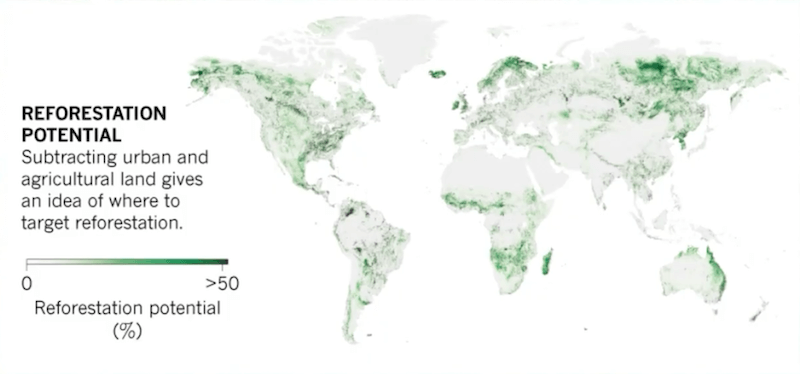 REFORESTATION
POTENTIAL
Subtracting urban and
agricultural land gives
an idea of where to
target reforestation.
0 >50
Reforestation potential
(%)